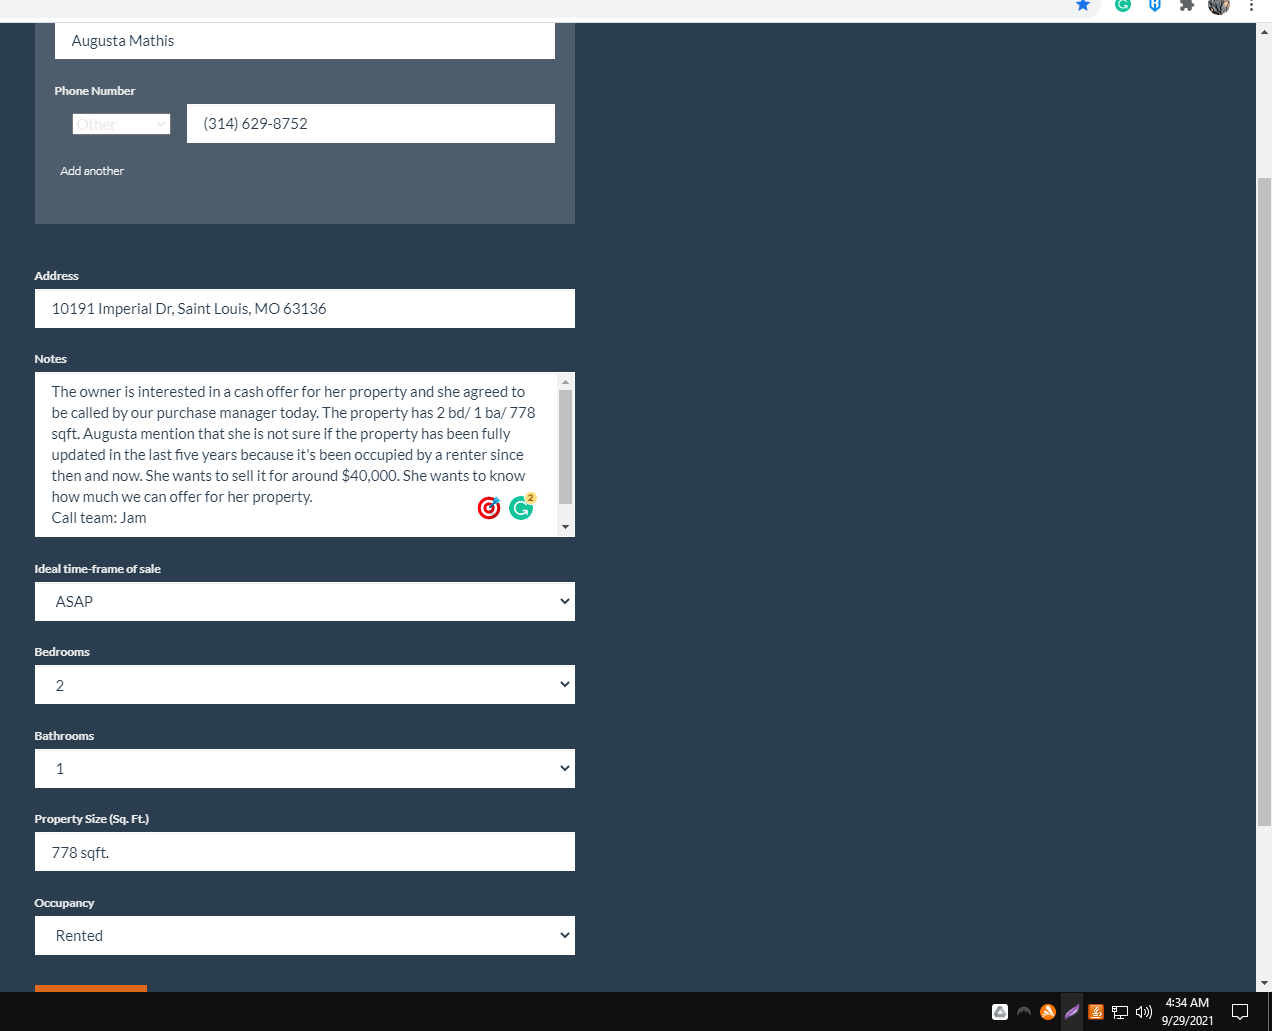 Augusta Mathis
Phone Number
Other
(314) 629-8752
Add another
Address
10191 Imperial Dr, Saint Louis, MO 63136
Notes
The owner is interested in a cash offer for her property and she agreed to
be called by our purchase manager today. The property has 2 bd/ 1 ba/ 778
sqft. Augusta mention that she is not sure if the property has been fully
updated in the last five years because it's been occupied by a renter since
then and now. She wants to sell it for around $40,000. She wants to know
how much we can offer for her property.
2
Call team: Jam
Ideal time-frame of sale
ASAP
Bedrooms
2
Bathrooms
1
Property Size (Sq. Ft.)
778 sqft.
Occupancy
Rented
4:34 AM
9/29/2021